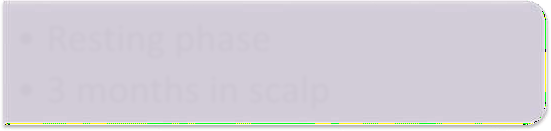 • Resting phase
• 3 months in scalp